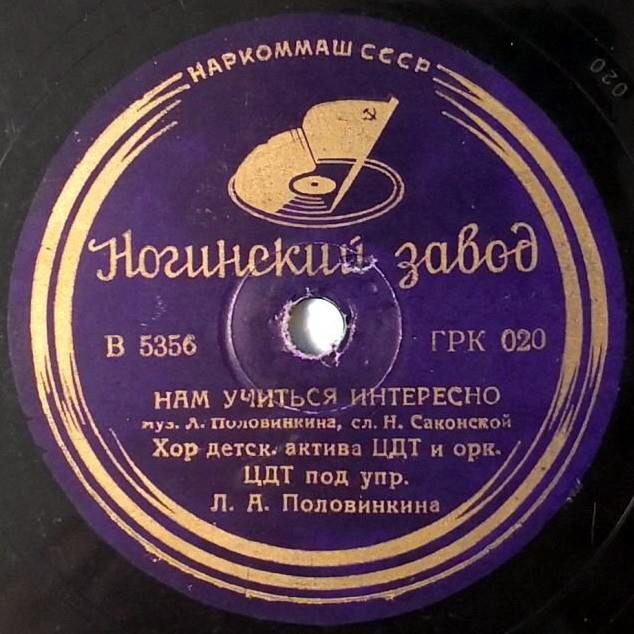 НАРКОММАШ СССР
Ногинский завод
В 5356 ГРК 020
НАМ УЧИТЬСЯ ИНТЕРЕСНО
муз. Л. Половинкина, сл. Н. Саконской
Хор детск. актива ЦДТ и орк.
ЦДТ под упр.
Л. А. Половинкина
020